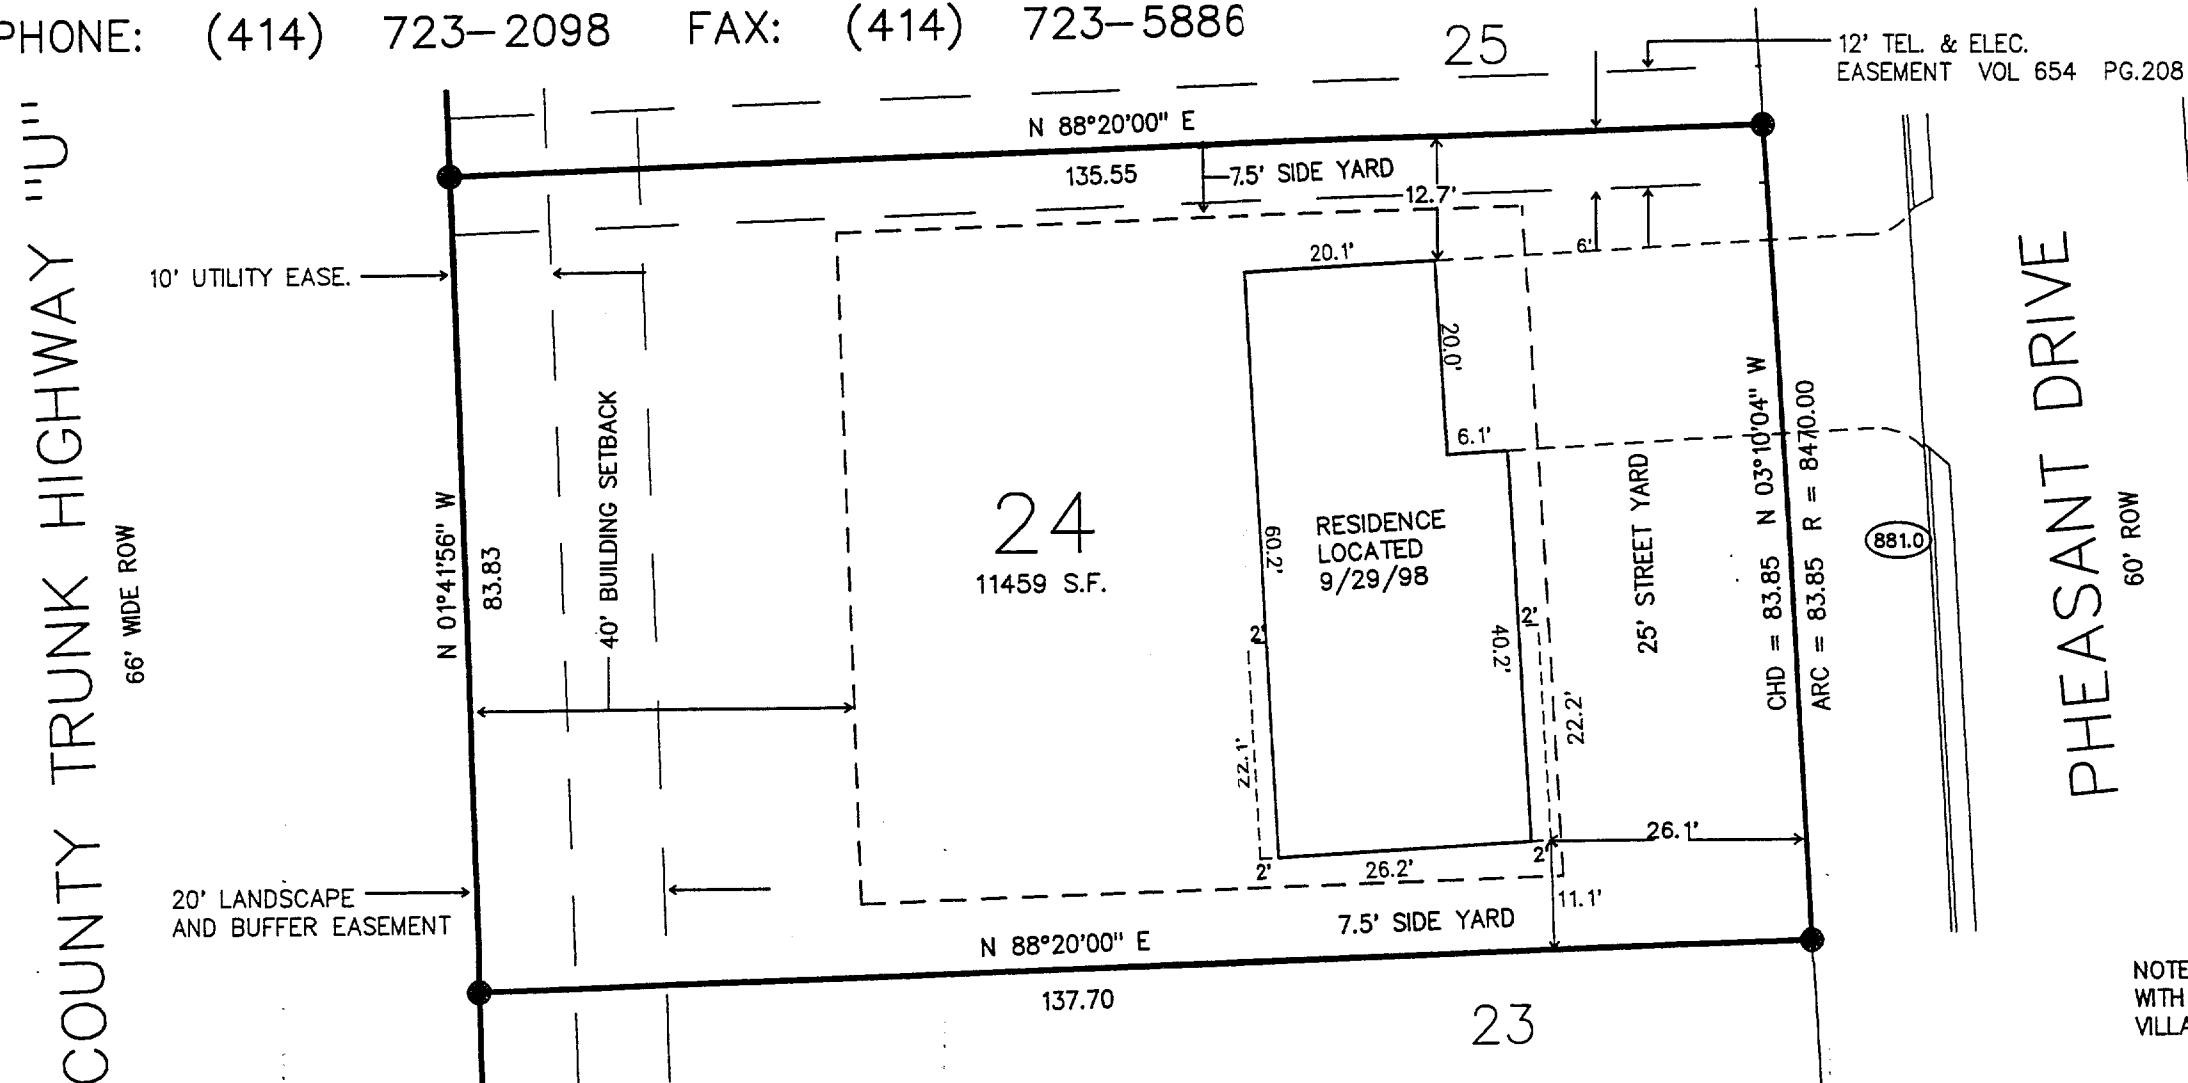 PHONE: (414) 723-2098 FAX: (414) 723-5886
25
12' TEL. & ELEC.
EASEMENT VOL 654 PG.208
N 88°20'00" E
135.55
7.5' SIDE YARD
12.7'
6'
20.1'
10' UTILITY EASE.
COUNTY TRUNK HIGHWAY "U"
66' WIDE ROW
N 01°41'56" W
83.83
40' BUILDING SETBACK
24
11459 S.F.
20.0'
6.1'
RESIDENCE
LOCATED
9/29/98
60.2'
40.2'
2'
2'
22.1'
22.2'
25' STREET YARD
CHD = 83.85 N 03°10'04" W
ARC = 83.85 R = 8470.00
881.0
PHEASANT DRIVE
60' ROW
26.1'
2'
26.2'
2'
11.1'
20' LANDSCAPE
AND BUFFER EASEMENT
7.5' SIDE YARD
N 88°20'00" E
137.70
23
NOTE
WITH
VILLA